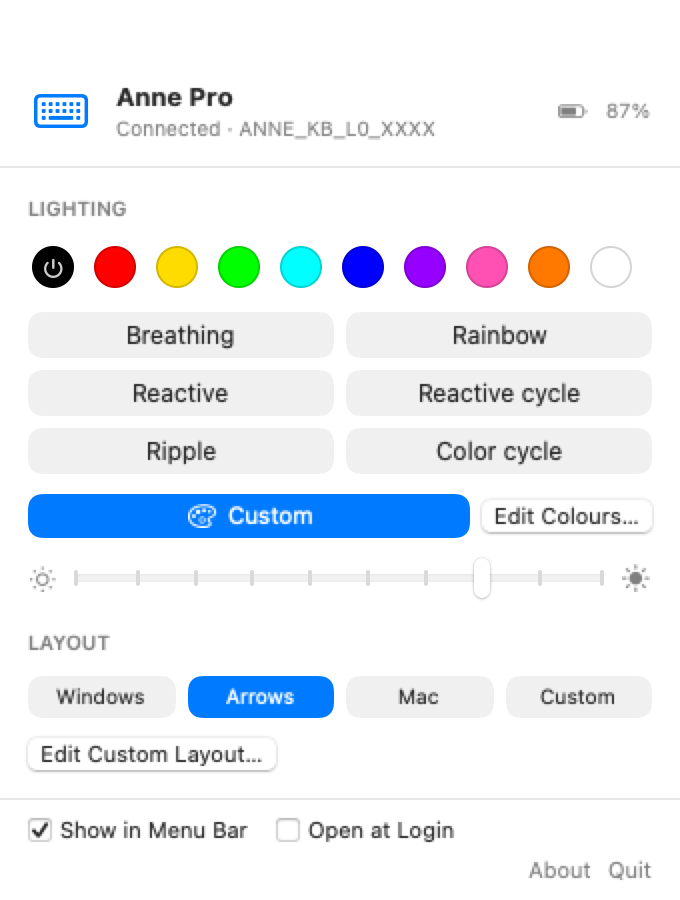 Anne Pro
Connected · ANNE_KB_L0_XXXX
87%
LIGHTING
Breathing
Rainbow
Reactive
Reactive cycle
Ripple
Color cycle
Custom
Edit Colours...
LAYOUT
Windows
Arrows
Mac
Custom
Edit Custom Layout...
Show in Menu Bar
Open at Login
About
Quit